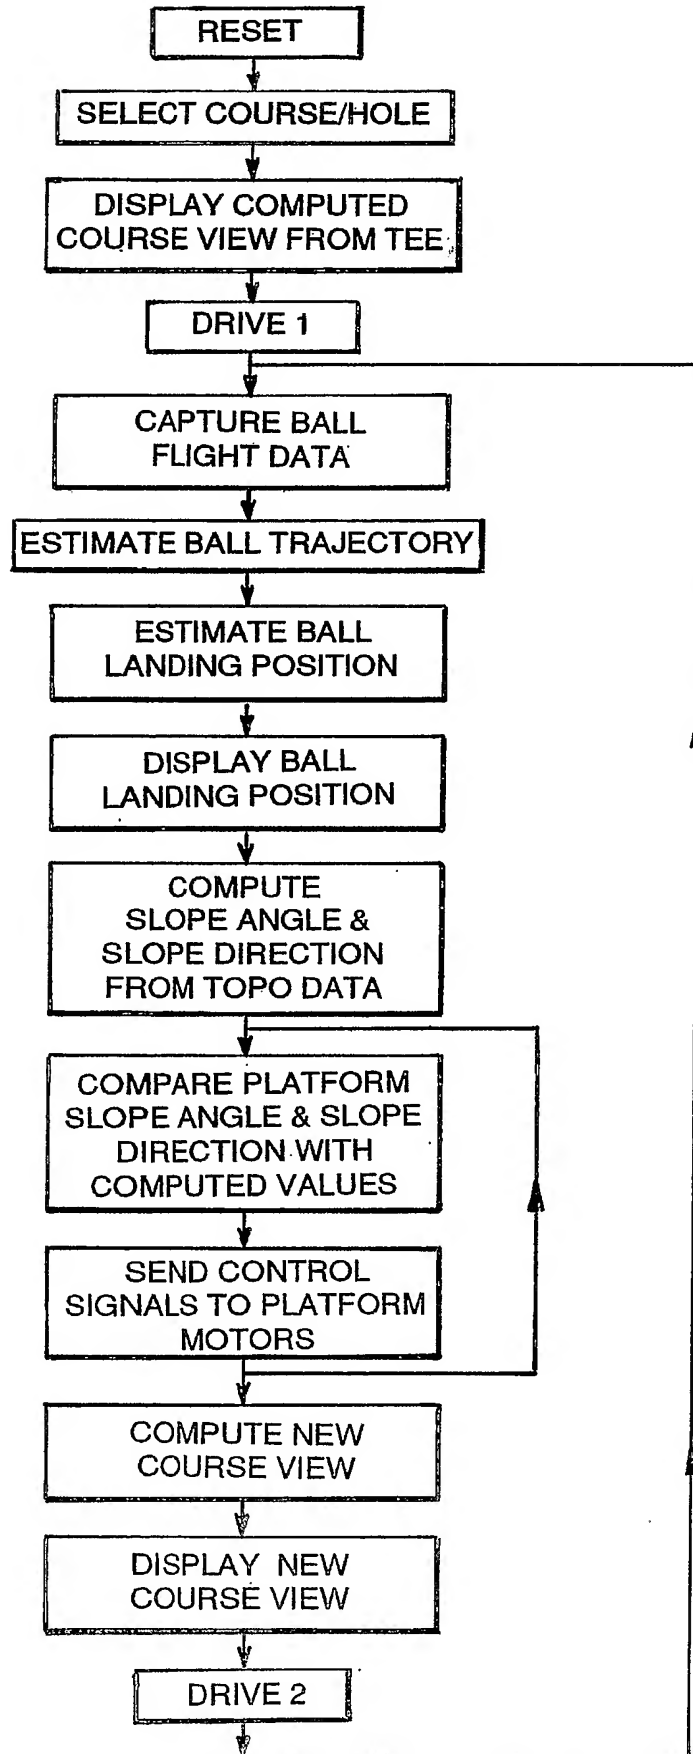 RESET
SELECT COURSE/HOLE
DISPLAY COMPUTED
COURSE VIEW FROM TEE
DRIVE 1
CAPTURE BALL
FLIGHT DATA
ESTIMATE BALL TRAJECTORY
ESTIMATE BALL
LANDING POSITION
DISPLAY BALL
LANDING POSITION
COMPUTE
SLOPE ANGLE &
SLOPE DIRECTION
FROM TOPO DATA
COMPARE PLATFORM
SLOPE ANGLE & SLOPE
DIRECTION WITH
COMPUTED VALUES
SEND CONTROL
SIGNALS TO PLATFORM
MOTORS
COMPUTE NEW
COURSE VIEW
DISPLAY NEW
COURSE VIEW
DRIVE 2